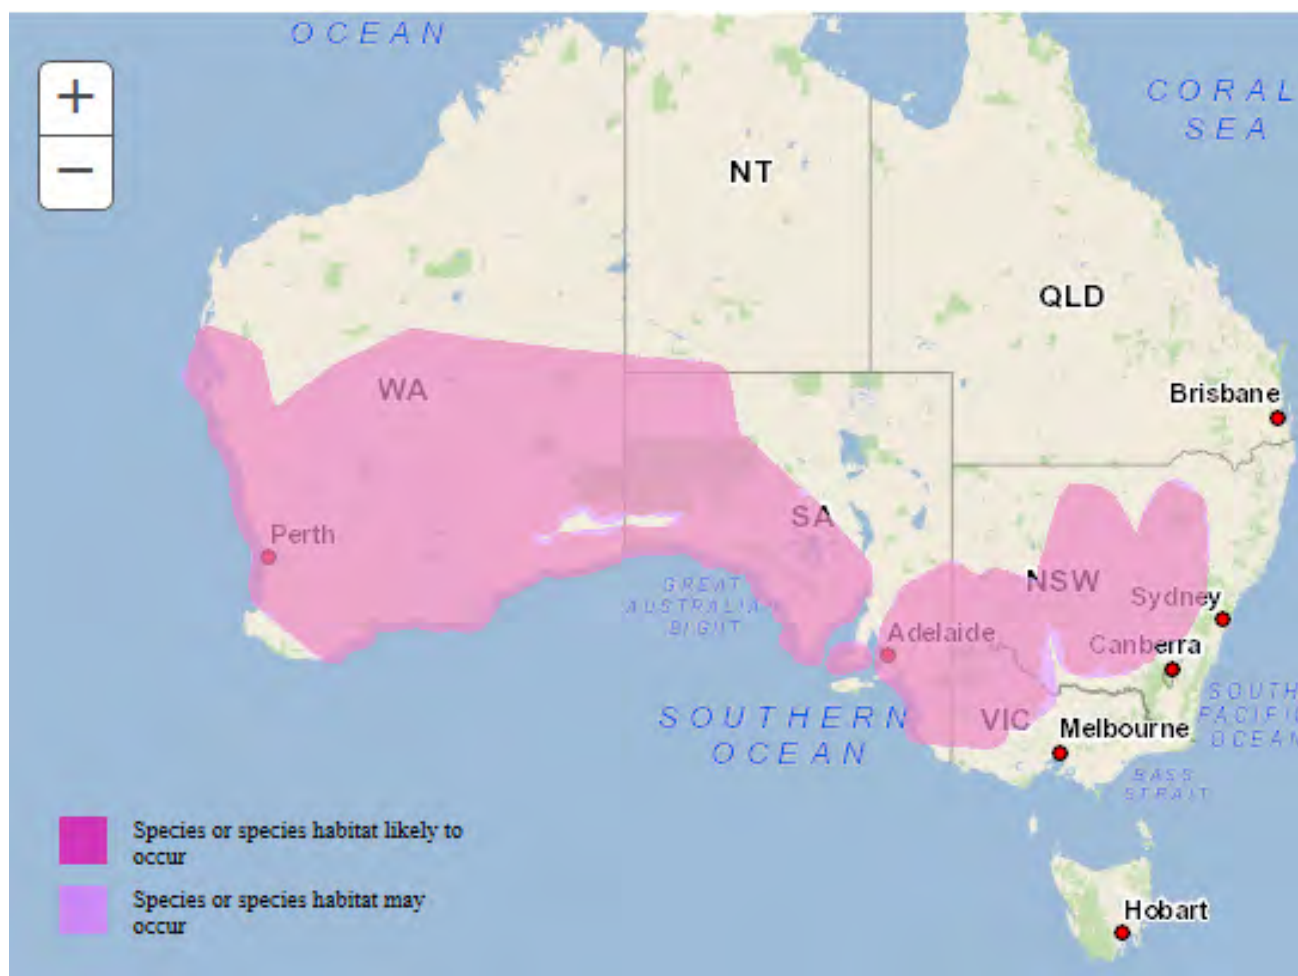 OCEAN
CORAL
SEA
+
−
NT
QLD
Brisbane
WA
SA
Perth
NSW
Sydney
GREAT
AUSTRALIAN
BIGHT
Adelaide
Canberra
SOUTHERN
OCEAN
VIC
Melbourne
SOUTH
PACIFIC
OCEAN
BASS
STRAIT
Species or species habitat likely to
occur
Species or species habitat may
occur
Hobart